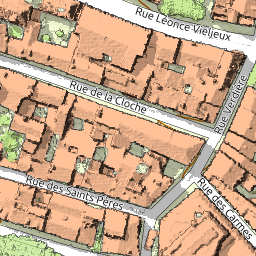 Rue Léonce Vieljeux
Rue de la Cloche
Rue Verdière
Rue des Saints Pères
Rue des Carmes